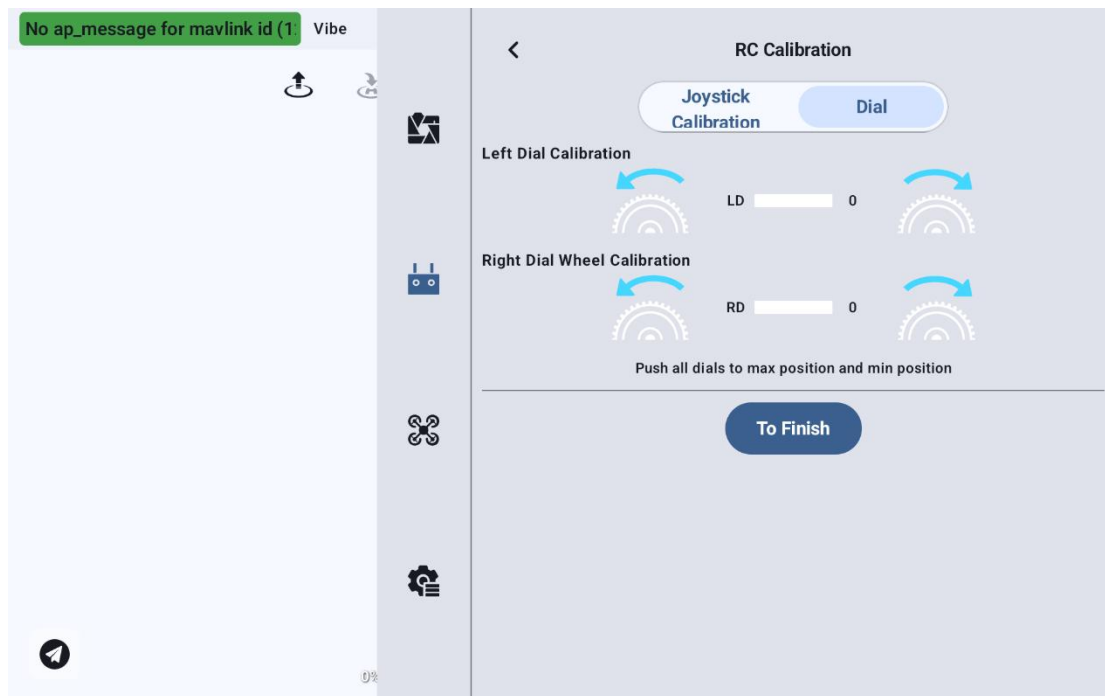 No ap_message for mavlink id (1
Vibe
RC Calibration
Joystick
Calibration
Dial
Left Dial Calibration
LD 0
Right Dial Wheel Calibration
RD 0
Push all dials to max position and min position
To Finish
0%